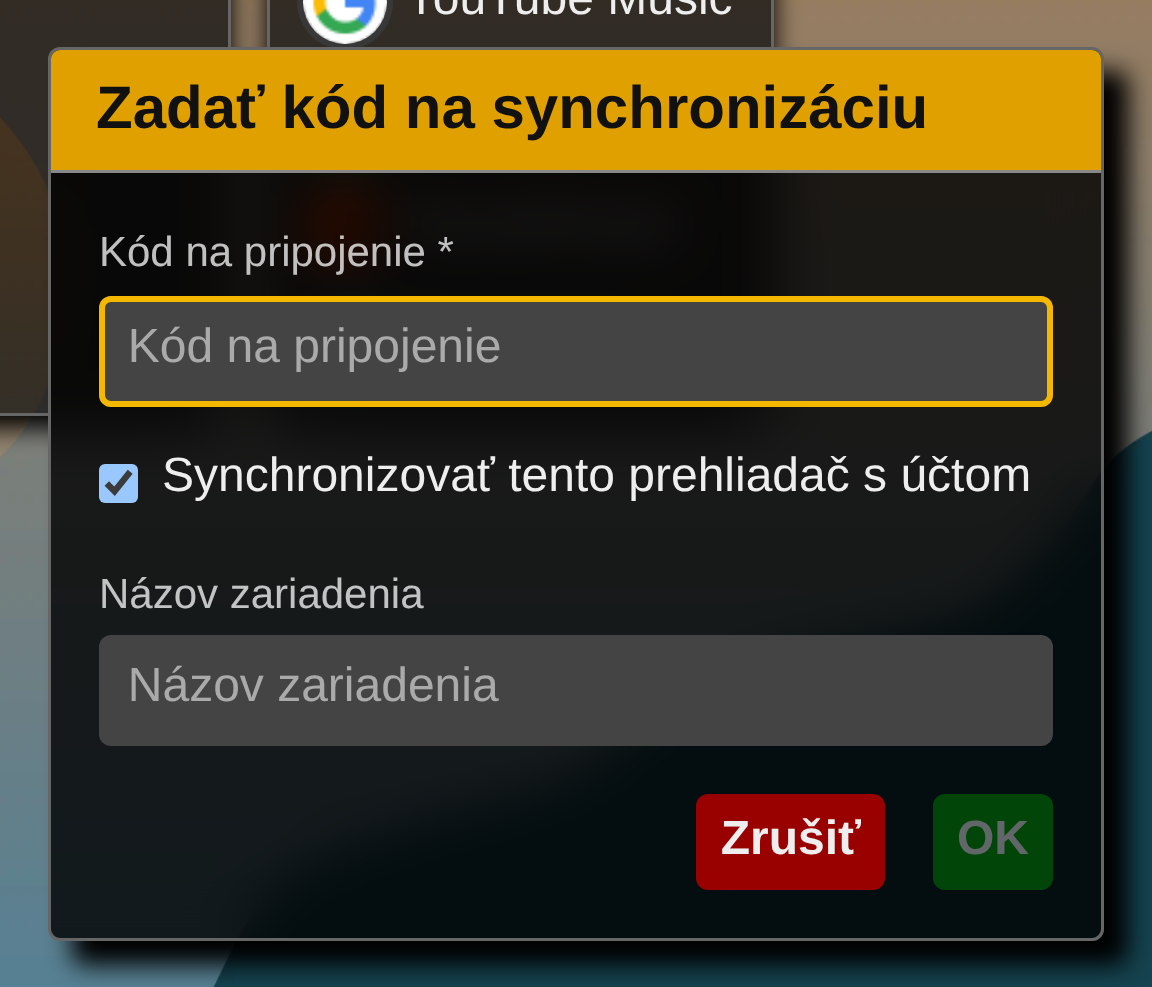 YouTube Music
Zadať kód na synchronizáciu
Kód na pripojenie *
Kód na pripojenie
Synchronizovať tento prehliadač s účtom
Názov zariadenia
Názov zariadenia
Zrušiť OK